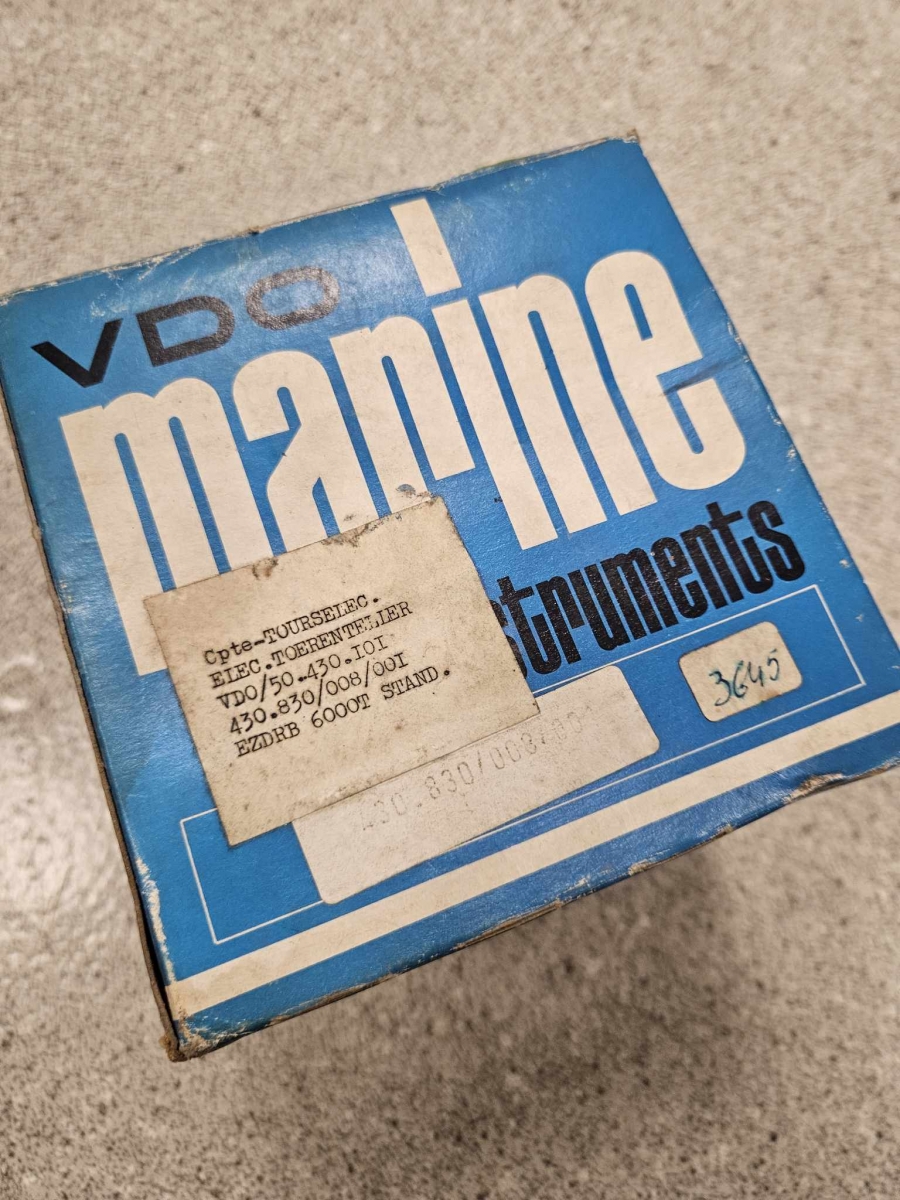 VDO
marine
struments
Cpte-TOURSELEC.
ELEC.TOERENTELLER
VDO/50.430.IOI
430.830/008/00I
EZDRB 6000T STAND.
430.830/008/00
3645